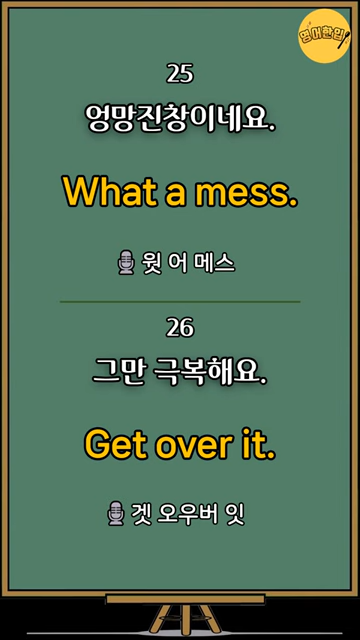 영어한입
25
엉망진창이네요.
What a mess.
웟 어 메스
26
그만 극복해요.
Get over it.
겟 오우버 잇